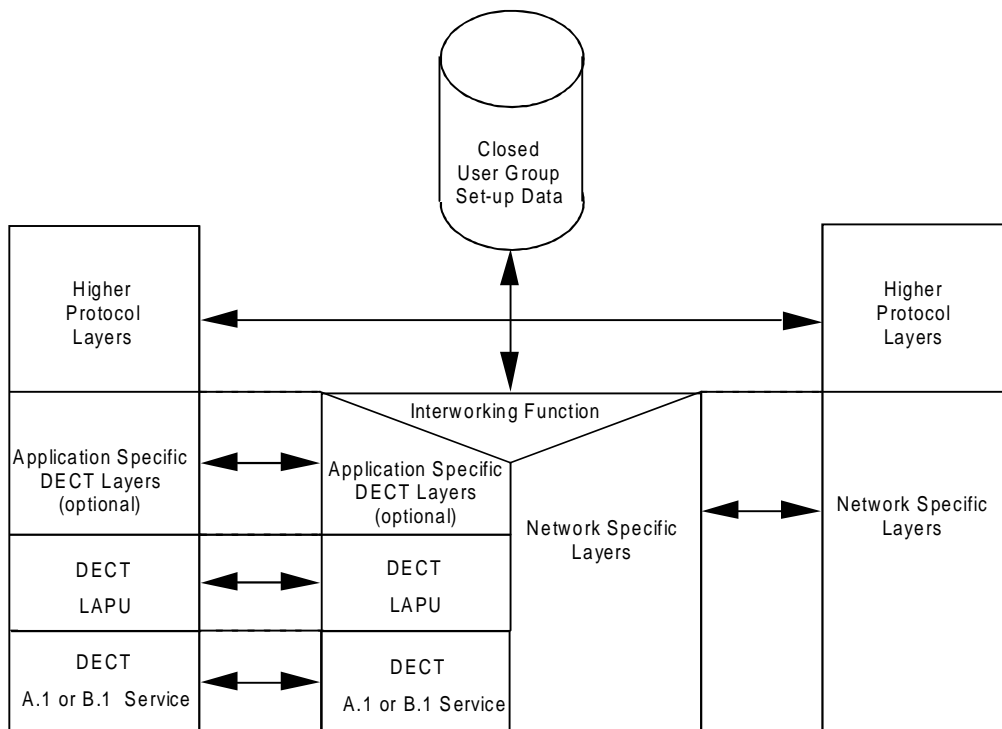 Closed
User Group
Set-up Data
Higher
Protocol
Layers
Higher
Protocol
Layers
Interworking Function
Application Specific
DECT Layers
(optional)
Application Specific
DECT Layers
(optional)
Network Specific
Layers
Network Specific
Layers
DECT
LAPU
DECT
LAPU
DECT
A.1 or B.1 Service
DECT
A.1 or B.1 Service